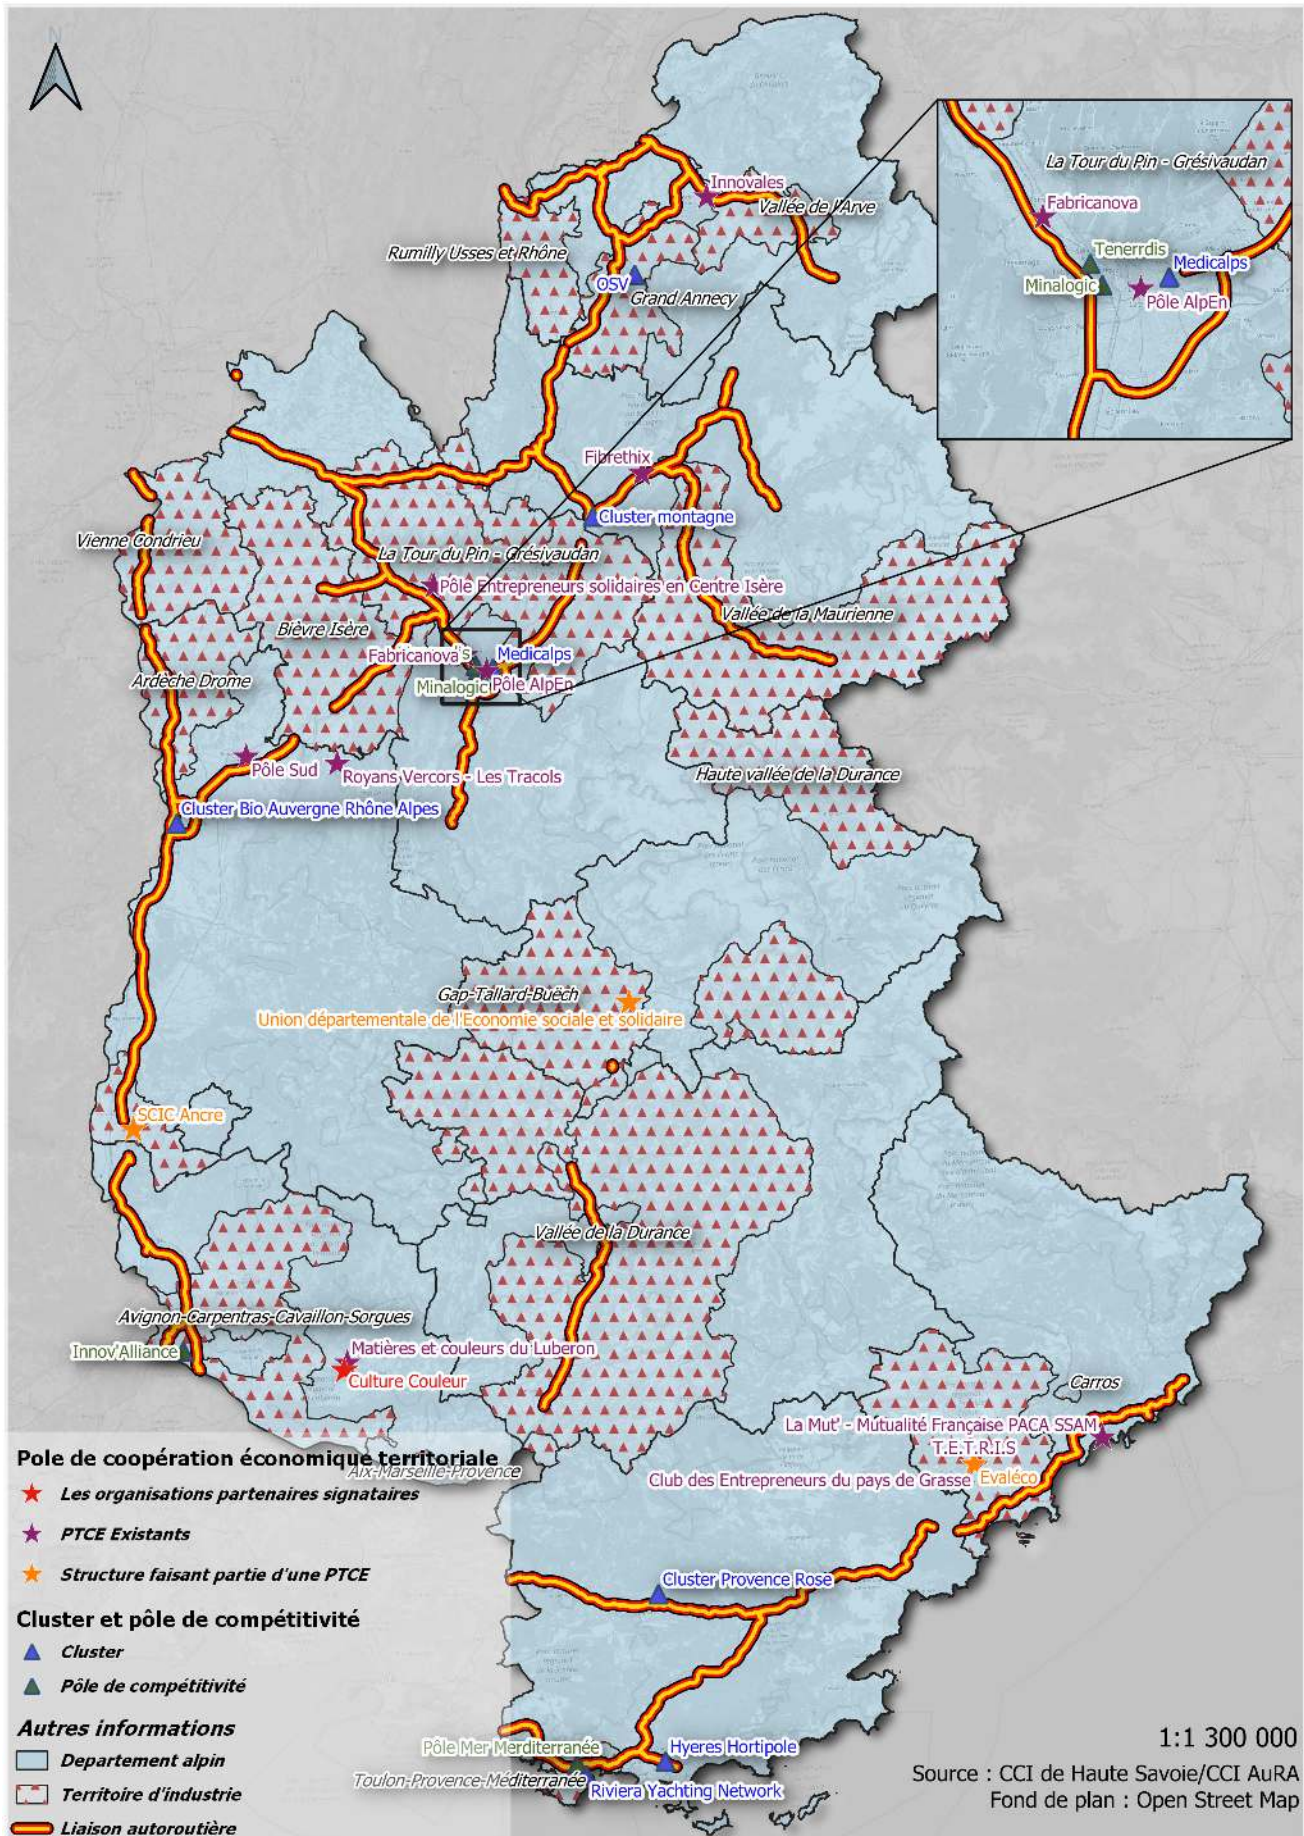 N
Innovales
Vallée de l'Arve
Rumilly Usses et Rhône
OSV
Grand Annecy
La Tour du Pin - Grésivaudan
Fabricanova
Tenerrdis
Medicalps
Minalogic
Pôle AlpEn
Fibrethix
Cluster montagne
Vienne Condrieu
La Tour du Pin - Grésivaudan
Pôle Entrepreneurs solidaires en Centre Isère
Vallée de la Maurienne
Bièvre Isère
Fabricanova
Medicalps
Ardèche Drome
Minalogic
Pôle AlpEn
Pôle Sud
Royans Vercors - Les Tracols
Haute vallée de la Durance
Cluster Bio Auvergne Rhône Alpes
Gap-Tallard-Buëch
Union départementale de l'Economie sociale et solidaire
SCIC Ancre
Vallée de la Durance
Avignon-Carpentras-Cavaillon-Sorgues
Innov'Alliance
Matières et couleurs du Luberon
Culture Couleur
Carros
La Mut' - Mutualité Française PACA SSAM
T.E.T.R.I.S
Club des Entrepreneurs du pays de Grasse
Evaléco
Aix-Marseille-Provence
Cluster Provence Rose
Pôle Mer Merditerranée
Hyeres Hortipole
Toulon-Provence-Méditerranée
Riviera Yachting Network
Pole de coopération économique territoriale
Les organisations partenaires signataires
PTCE Existants
Structure faisant partie d'une PTCE
Cluster et pôle de compétitivité
Cluster
Pôle de compétitivité
Autres informations
Departement alpin
Territoire d'industrie
Liaison autoroutière
1:1 300 000
Source : CCI de Haute Savoie/CCI AuRA
Fond de plan : Open Street Map